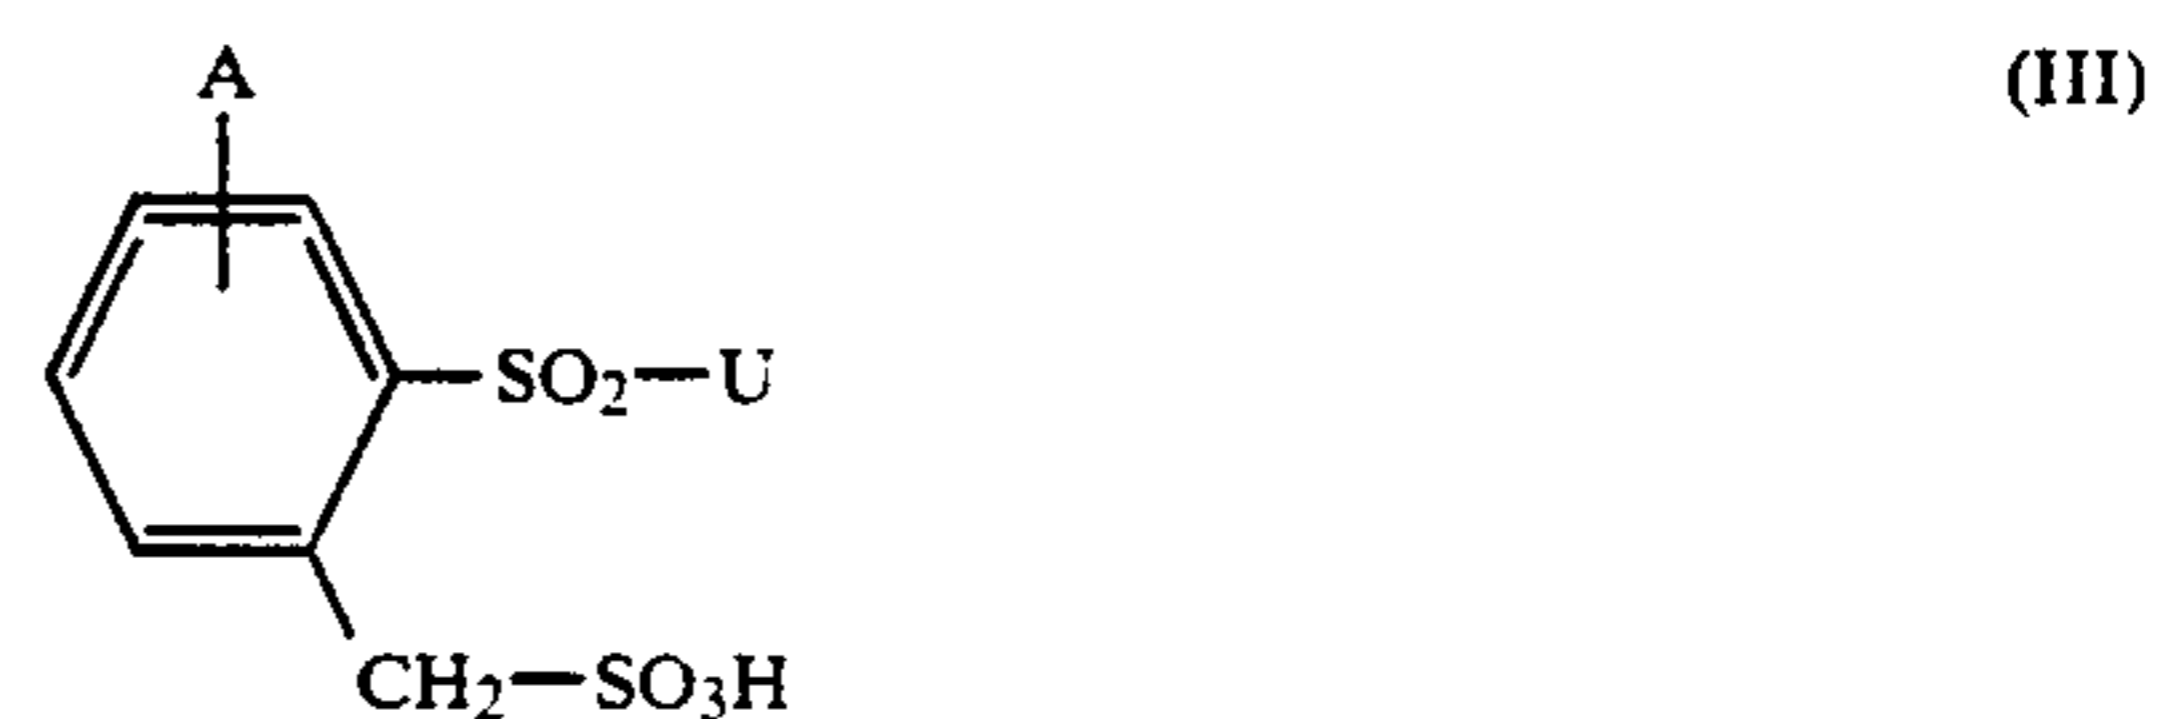 A (III)
SO₂—U
CH₂—SO₃H